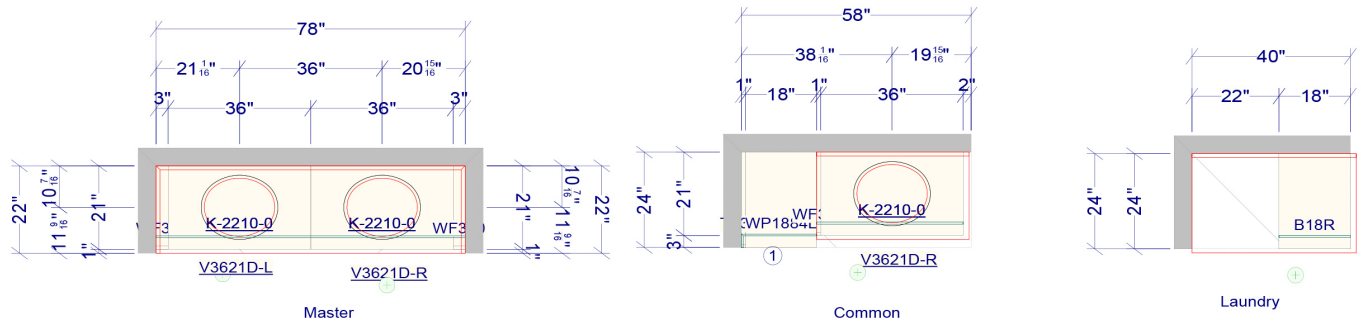 78"
21 1/16" 36" 20 15/16"
3" 36" 36" 3"
22" 10 7/16" 11 9/16" 21" 1"
K-2210-0 K-2210-0
21" 1" 10 7/16" 11 9/16" 22"
V3621D-L V3621D-R
Master
58"
38 1/16" 19 15/16"
1" 18" 1" 36" 2"
24" 21" 3"
K-2210-0
1
V3621D-R
Common
40"
22" 18"
24" 24"
B18R
Laundry